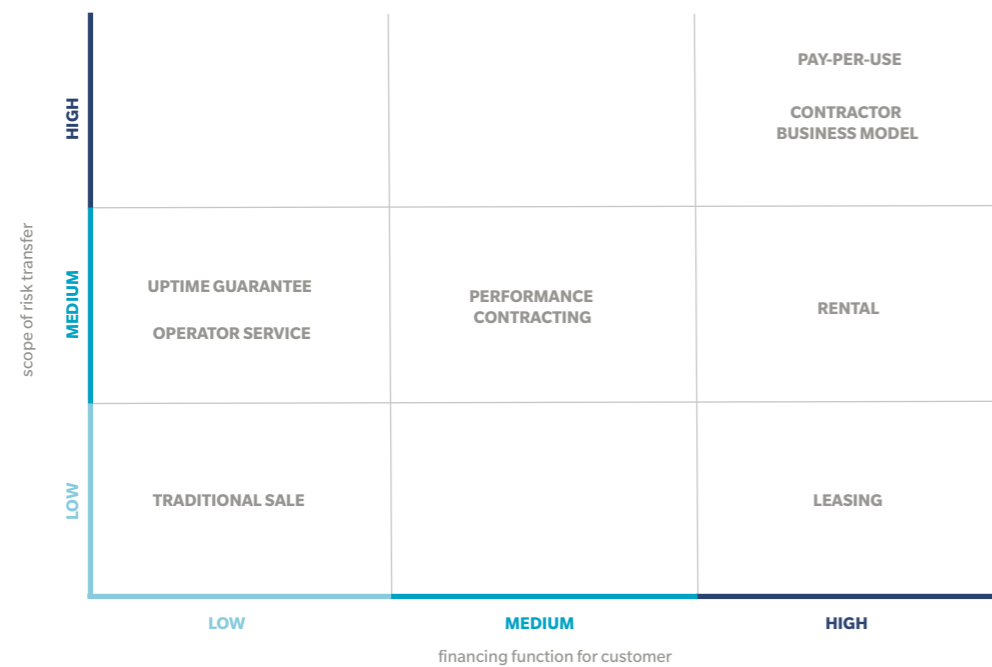 PAY-PER-USE
CONTRACTOR
BUSINESS MODEL
HIGH
scope of risk transfer
MEDIUM
UPTIME GUARANTEE
OPERATOR SERVICE
PERFORMANCE
CONTRACTING
RENTAL
LOW
TRADITIONAL SALE
LEASING
LOW
MEDIUM
HIGH
financing function for customer